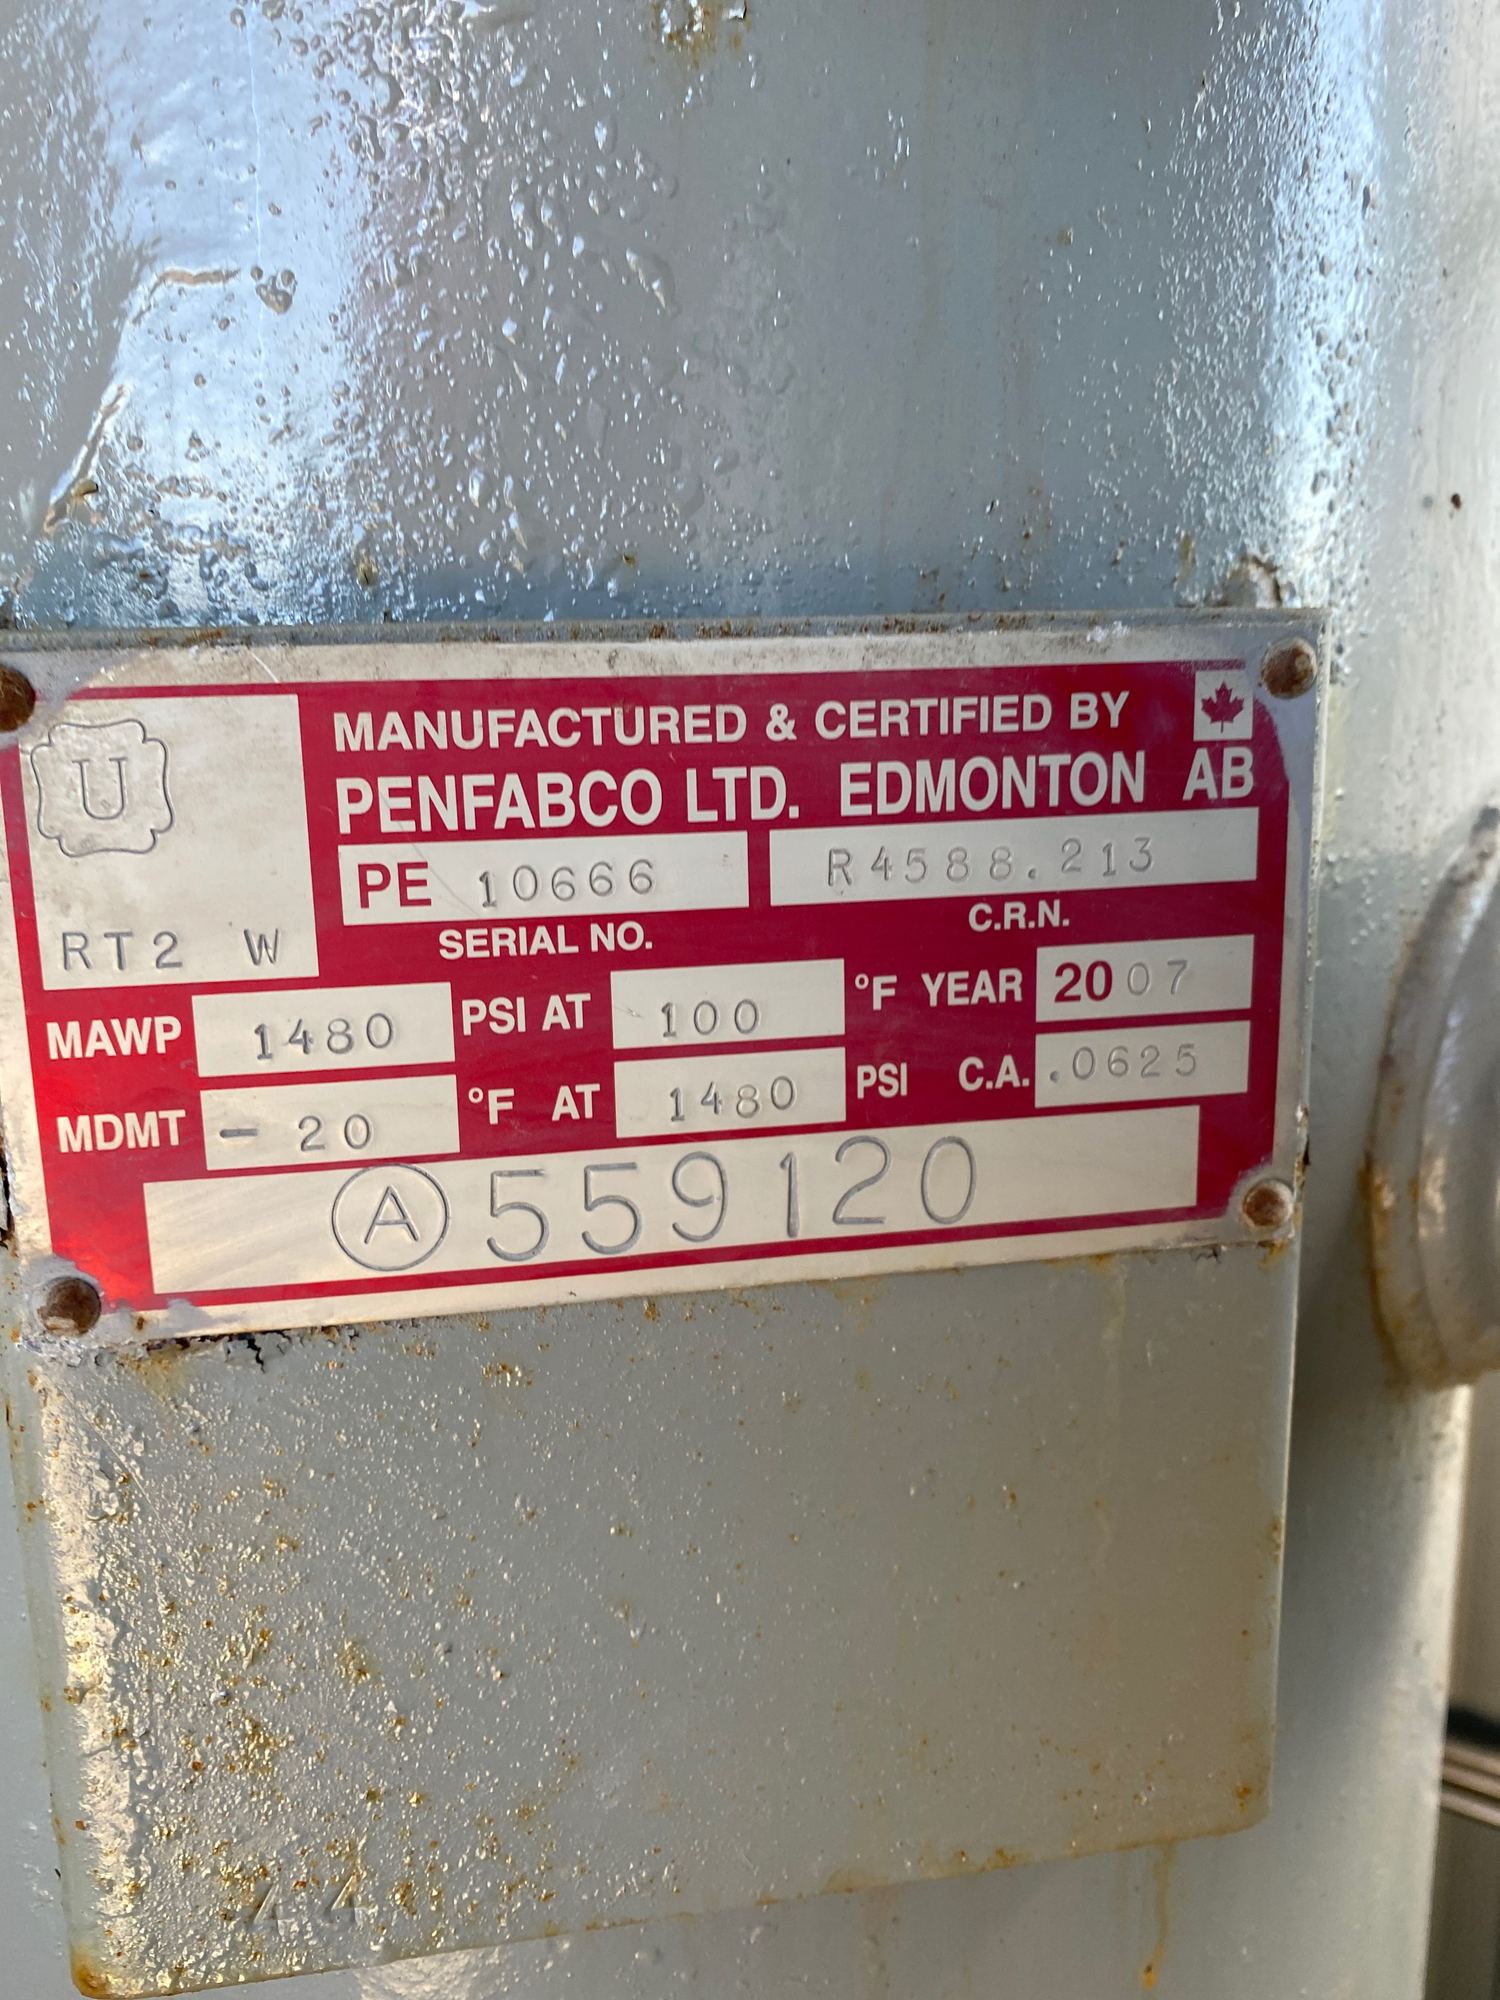 U
RT2 W
MANUFACTURED & CERTIFIED BY
PENFABCO LTD. EDMONTON AB
PE 10666 R4588.213
SERIAL NO. C.R.N.
MAWP 1480 PSI AT 100 °F YEAR 2007
MDMT -20 °F AT 1480 PSI C.A. .0625
Ⓐ 559120
44